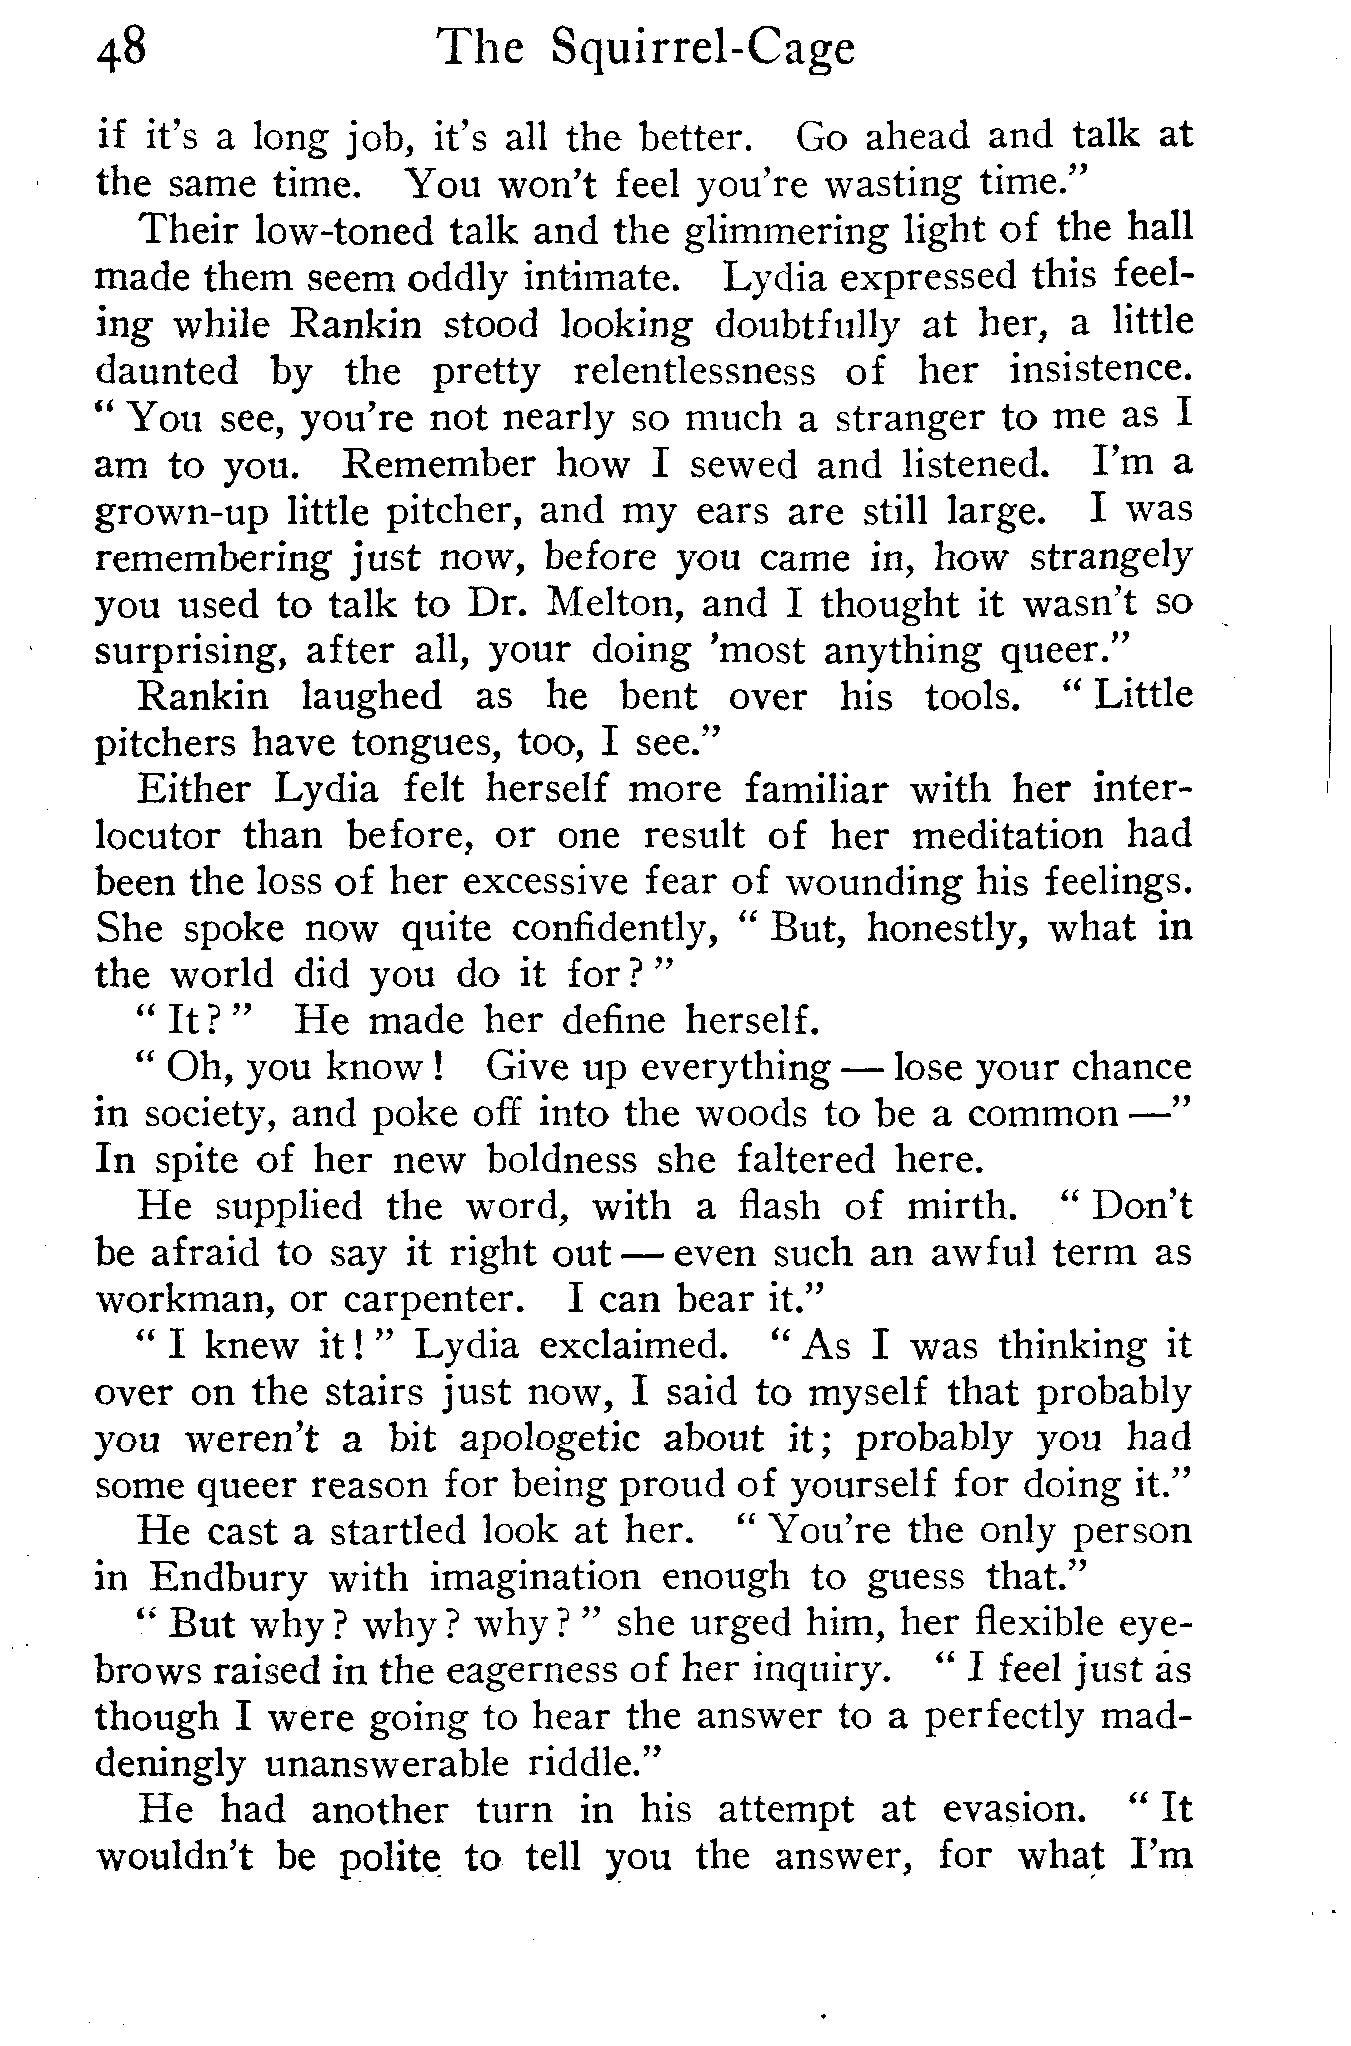 48 The Squirrel-Cage
if it's a long job, it's all the better. Go ahead and talk at
the same time. You won't feel you're wasting time."
Their low-toned talk and the glimmering light of the hall
made them seem oddly intimate. Lydia expressed this feel-
ing while Rankin stood looking doubtfully at her, a little
daunted by the pretty relentlessness of her insistence.
" You see, you're not nearly so much a stranger to me as I
am to you. Remember how I sewed and listened. I'm a
grown-up little pitcher, and my ears are still large. I was
remembering just now, before you came in, how strangely
you used to talk to Dr. Melton, and I thought it wasn't so
surprising, after all, your doing 'most anything queer."
Rankin laughed as he bent over his tools. " Little
pitchers have tongues, too, I see."
Either Lydia felt herself more familiar with her inter-
locutor than before, or one result of her meditation had
been the loss of her excessive fear of wounding his feelings.
She spoke now quite confidently, " But, honestly, what in
the world did you do it for? "
" It? " He made her define herself.
" Oh, you know! Give up everything — lose your chance
in society, and poke off into the woods to be a common —"
In spite of her new boldness she faltered here.
He supplied the word, with a flash of mirth. " Don't
be afraid to say it right out — even such an awful term as
workman, or carpenter. I can bear it."
" I knew it! " Lydia exclaimed. " As I was thinking it
over on the stairs just now, I said to myself that probably
you weren't a bit apologetic about it; probably you had
some queer reason for being proud of yourself for doing it."
He cast a startled look at her. " You're the only person
in Endbury with imagination enough to guess that."
" But why? why? why? " she urged him, her flexible eye-
brows raised in the eagerness of her inquiry. " I feel just as
though I were going to hear the answer to a perfectly mad-
deningly unanswerable riddle."
He had another turn in his attempt at evasion. " It
wouldn't be polite to tell you the answer, for what I'm